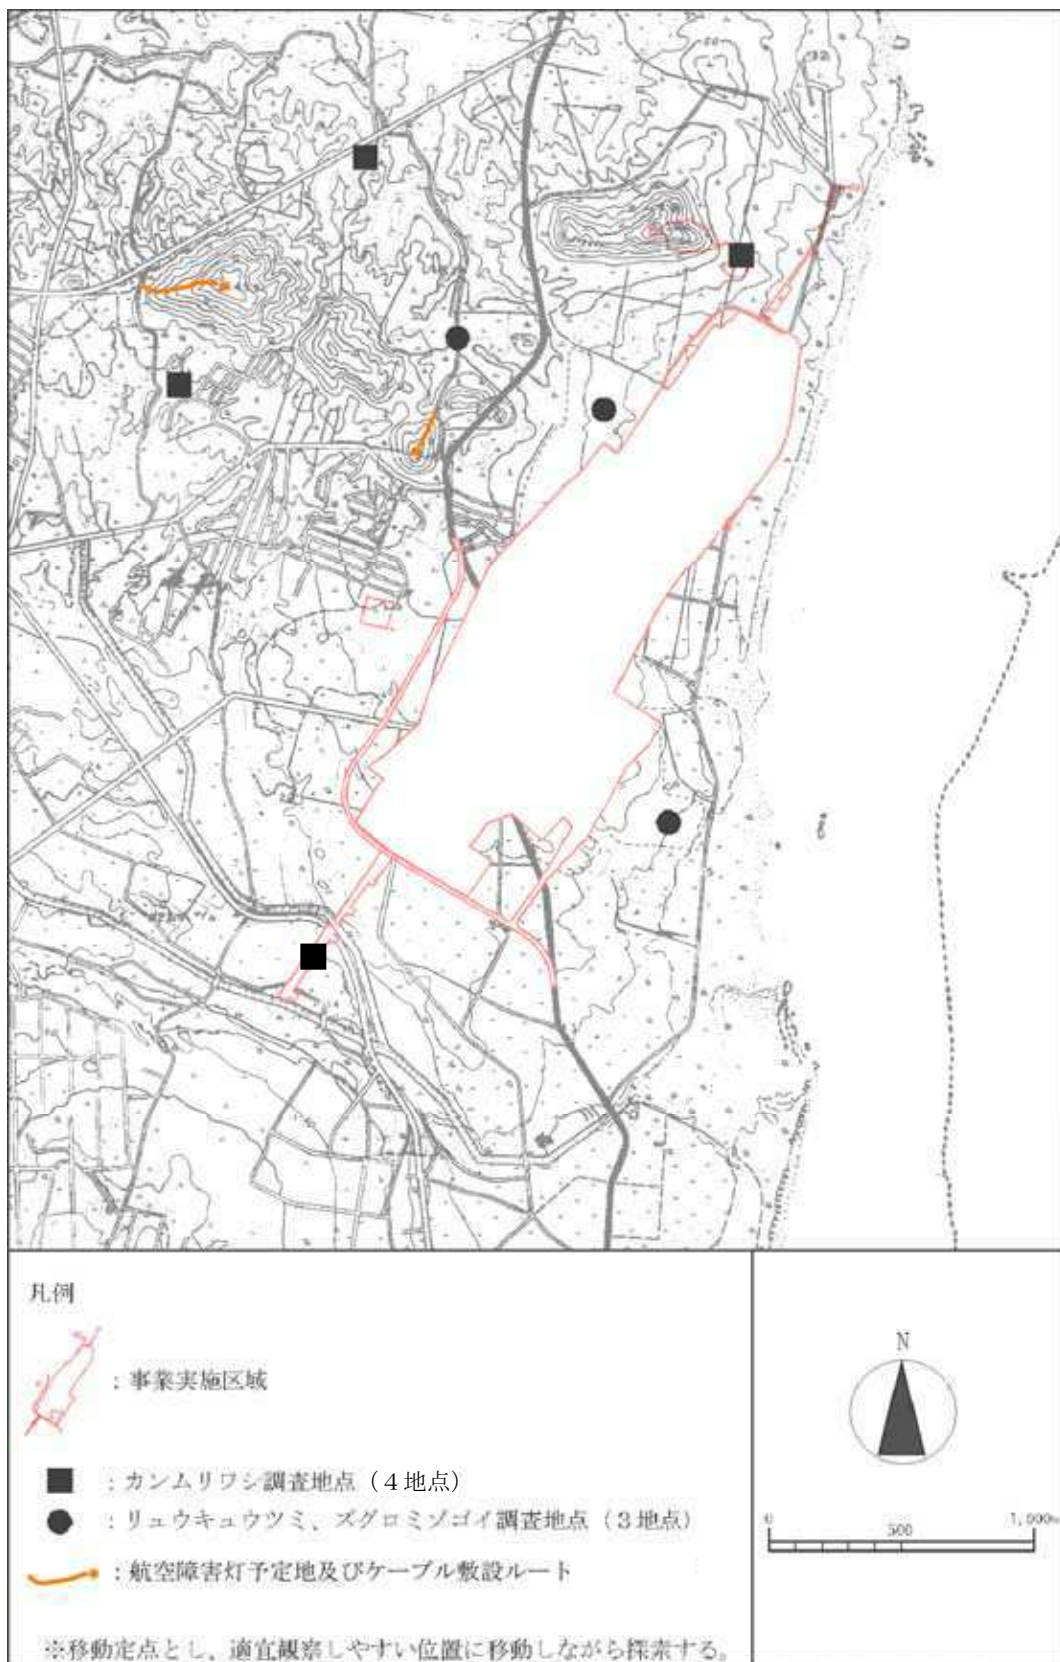 凡例
：事業実施区域
：カンムリワシ調査地点（４地点）
：リュウキュウツミ、ズグロミゾゴイ調査地点（３地点）
：航空障害灯予定地及びケーブル敷設ルート
※移動定点とし、適宜観察しやすい位置に移動しながら探索する。
N
0 500 1,000m